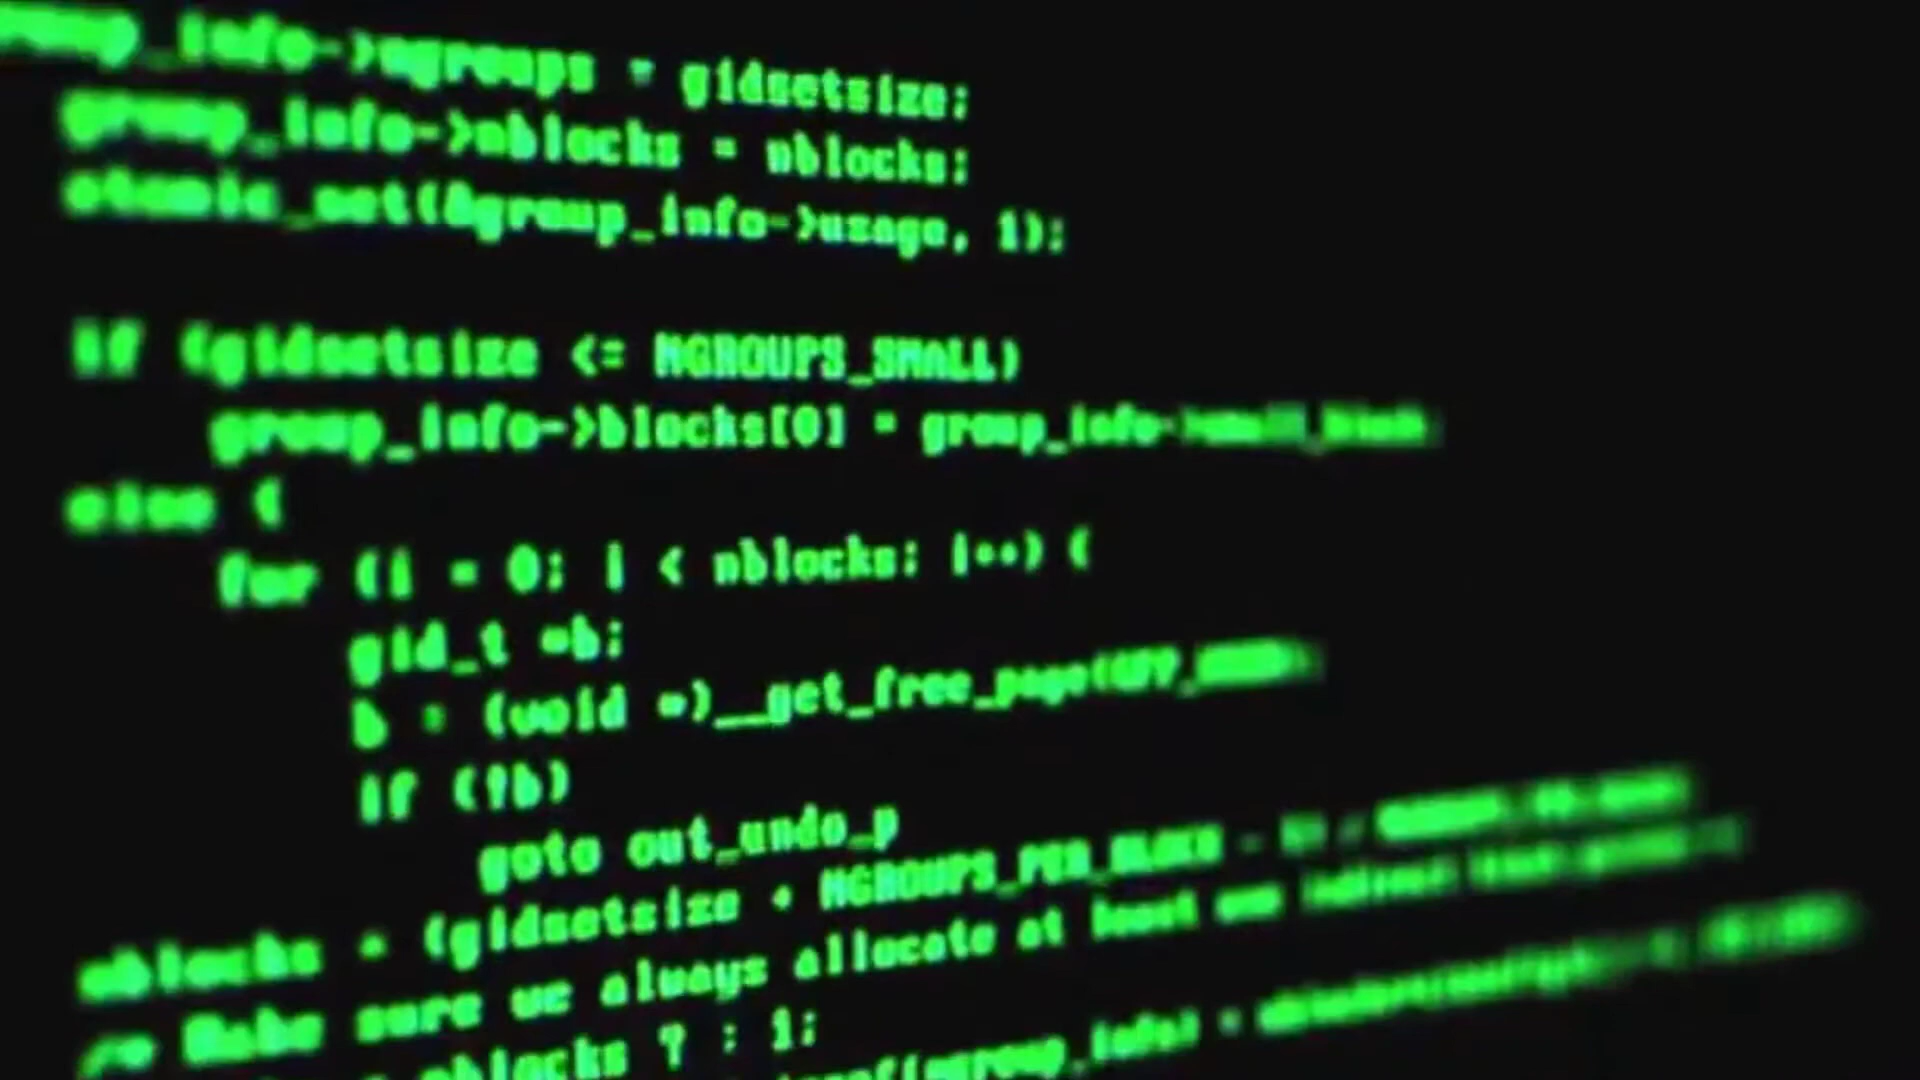 group_info->ngroups = gidsetsize;
group_info->nblocks = nblocks;
atomic_set(&group_info->usage, 1);
if (gidsetsize <= NGROUPS_SMALL)
group_info->blocks[0] = group_info->small_block;
else {
for (i = 0; i < nblocks; i++) {
gid_t *b;
b = (void *)__get_free_page(GFP_
if (!b)
goto out_undo_p
nblocks = (gidsetsize + NGROUPS_PER_BLOCK - 1) /
/* Make sure we always allocate at least one indirect block pointer */
nblocks ? : 1;
group_info) +